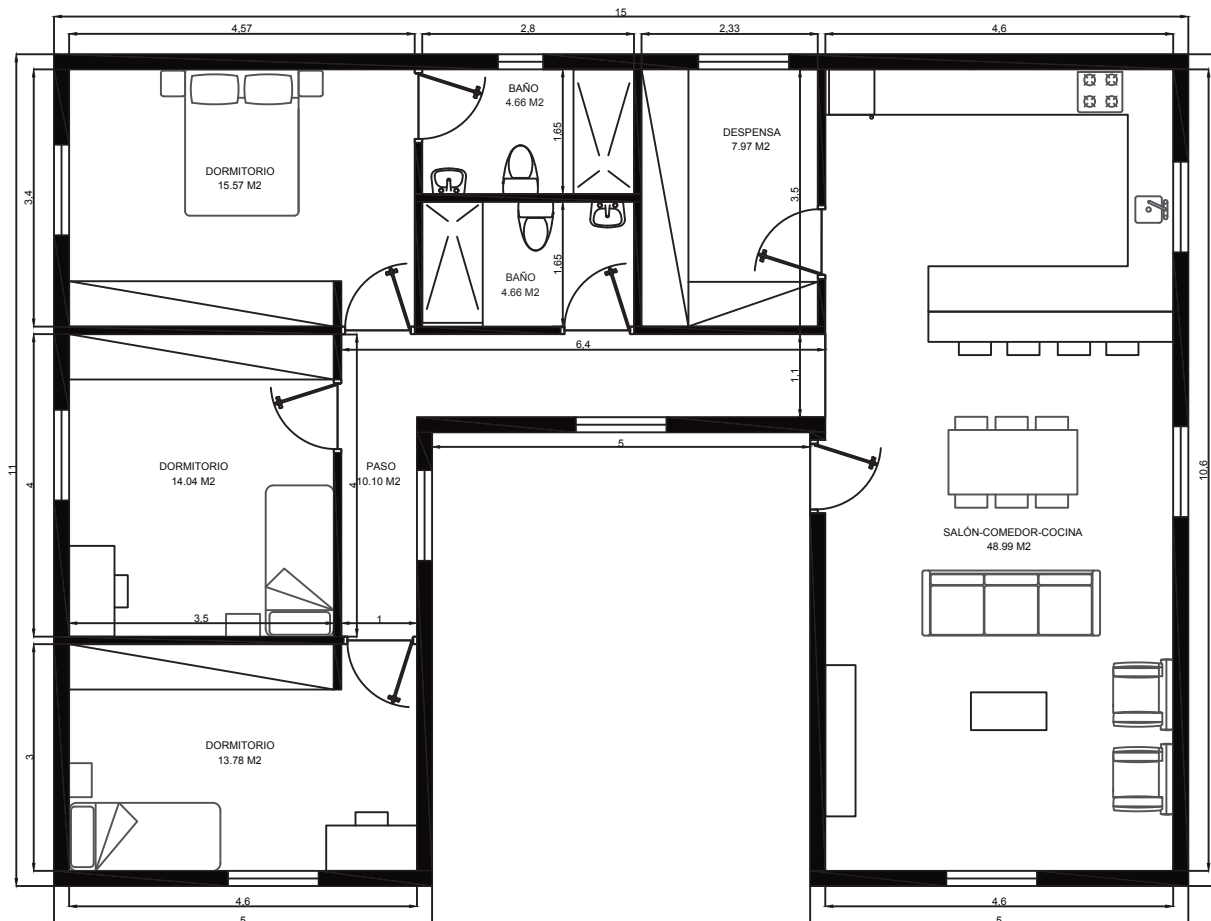 15
4,57
2,8
2,33
4,6
BAÑO
4.66 M2
1,65
DESPENSA
7.97 M2
DORMITORIO
15.57 M2
3,4
3,5
BAÑO
4.66 M2
1,65
6,4
1,1
5
11
4
DORMITORIO
14.04 M2
PASO
10.10 M2
4
10,6
SALÓN-COMEDOR-COCINA
48.99 M2
3,5
1
DORMITORIO
13.78 M2
3
4,6
4,6
5
5